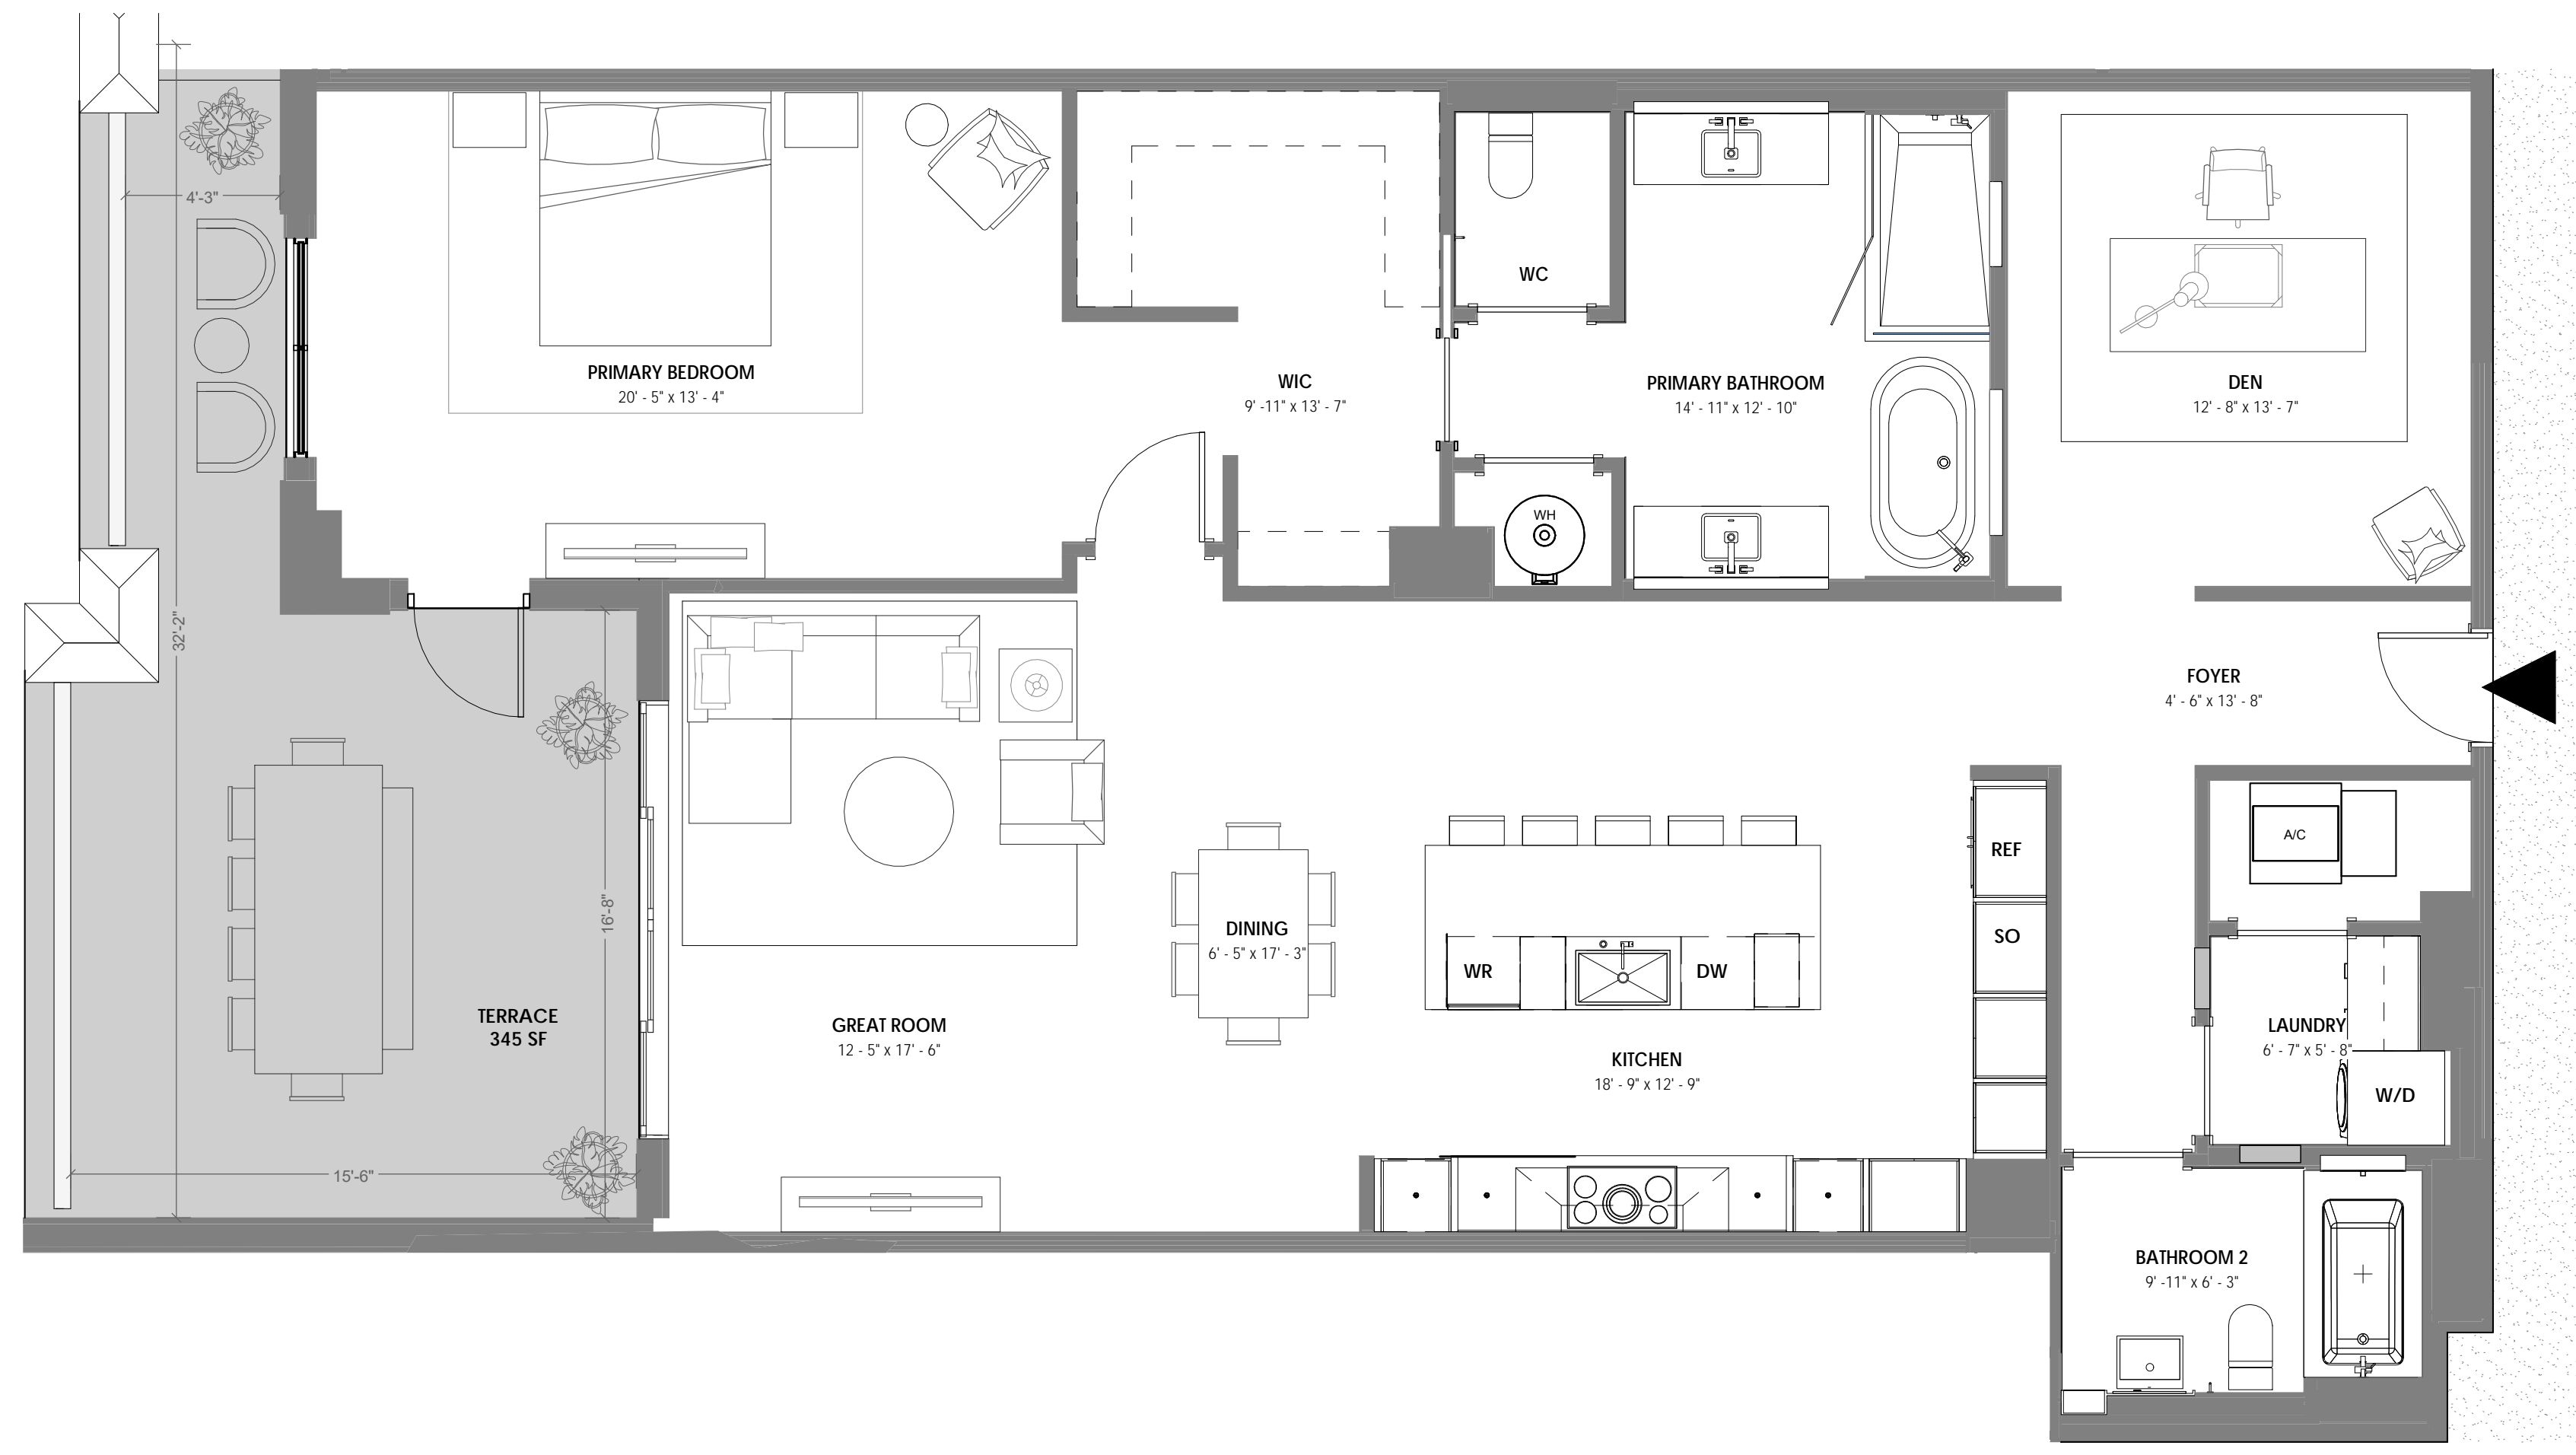 4'-3"
PRIMARY BEDROOM
20' - 5" x 13' - 4"
WIC
9' -11" x 13' - 7"
WC
PRIMARY BATHROOM
14' - 11" x 12' - 10"
WH
DEN
12' - 8" x 13' - 7"
32'-2"
FOYER
4' - 6" x 13' - 8"
TERRACE
345 SF
16'-8"
15'-6"
GREAT ROOM
12 - 5" x 17' - 6"
DINING
6' - 5" x 17' - 3"
WR
DW
KITCHEN
18' - 9" x 12' - 9"
REF
SO
A/C
LAUNDRY
6' - 7" x 5' - 8"
W/D
BATHROOM 2
9' -11" x 6' - 3"